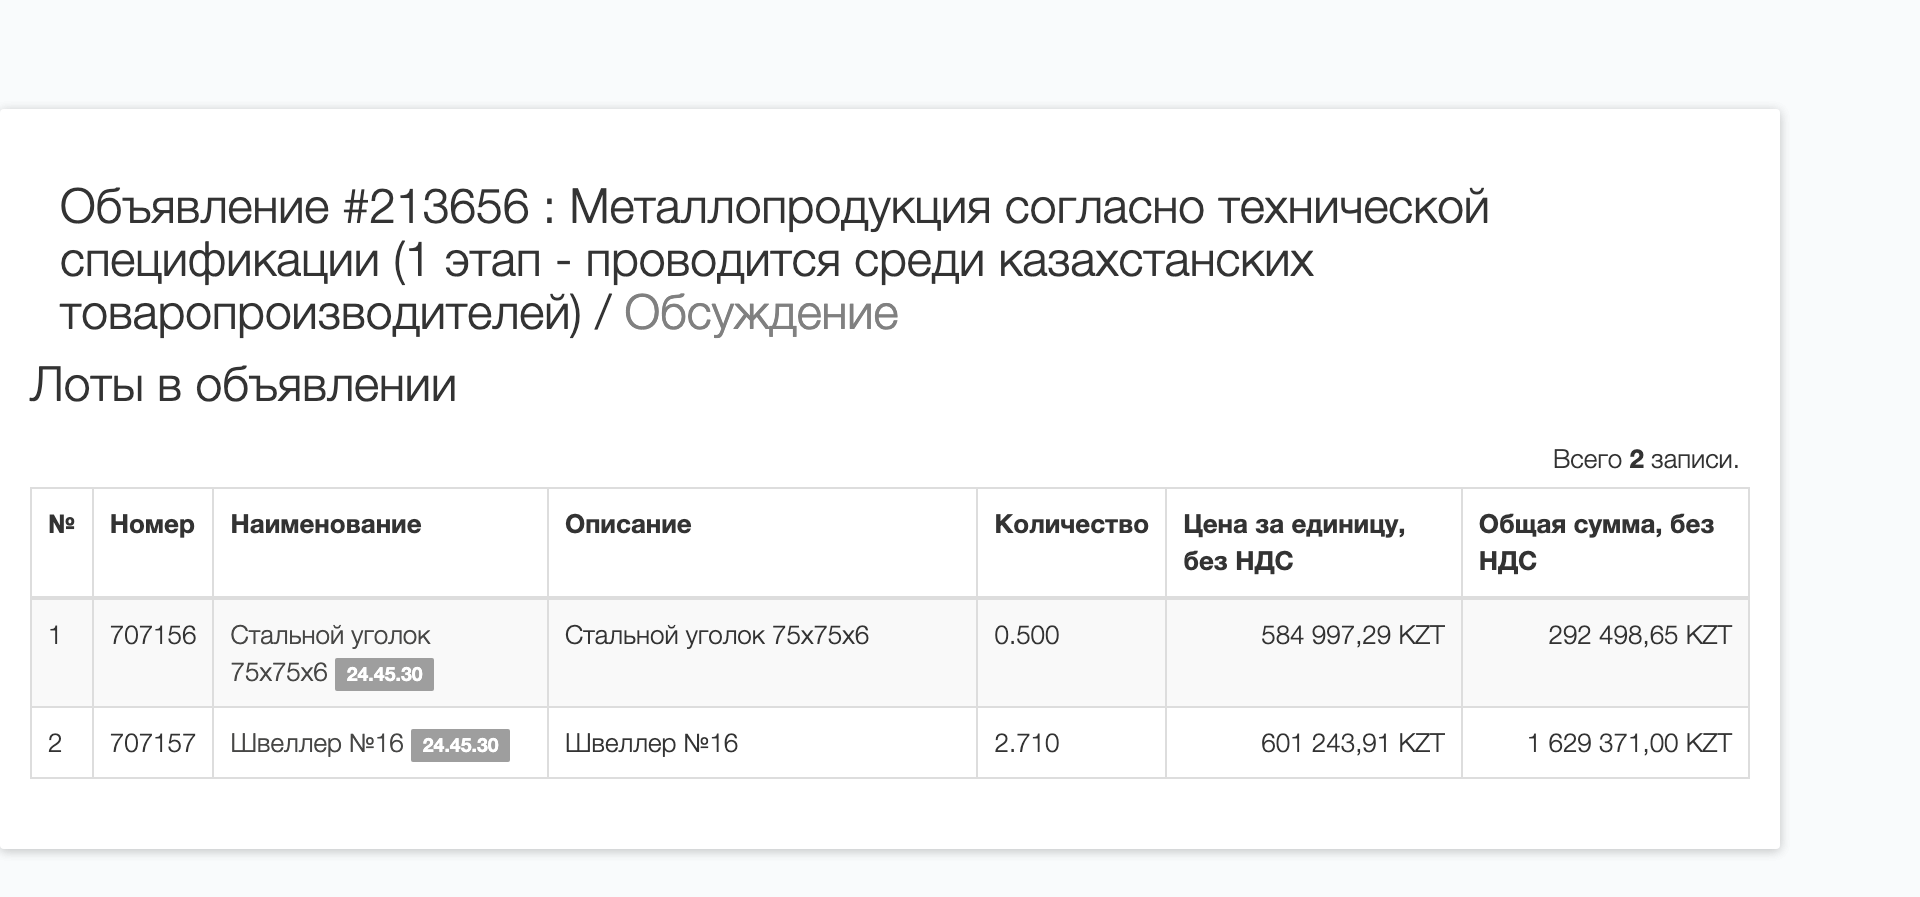 Объявление #213656 : Металлопродукция согласно технической
спецификации (1 этап - проводится среди казахстанских
товаропроизводителей) / Обсуждение
Лоты в объявлении
Всего 2 записи.
№ Номер Наименование Описание Количество Цена за единицу, без НДС Общая сумма, без НДС
1 707156 Стальной уголок 75x75x6 24.45.30 Стальной уголок 75x75x6 0.500 584 997,29 KZT 292 498,65 KZT
2 707157 Швеллер №16 24.45.30 Швеллер №16 2.710 601 243,91 KZT 1 629 371,00 KZT